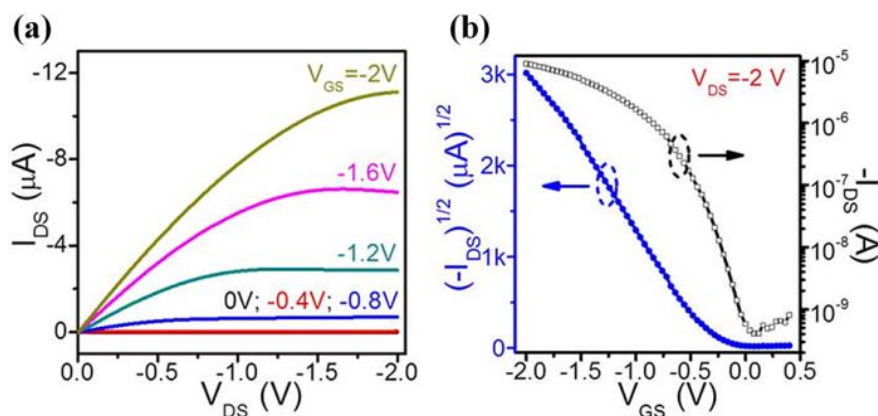 (a)
-12
-8
-4
0
I_DS (μA)
V_GS=-2V
-1.6V
-1.2V
0V; -0.4V; -0.8V
0.0 -0.5 -1.0 -1.5 -2.0
V_DS (V)
(b)
3k
2k
1k
0
(-I_DS)^1/2 (μA)^1/2
V_DS=-2 V
10^-5
10^-6
10^-7
10^-8
10^-9
-I_DS (A)
-2.0 -1.5 -1.0 -0.5 0.0 0.5
V_GS (V)